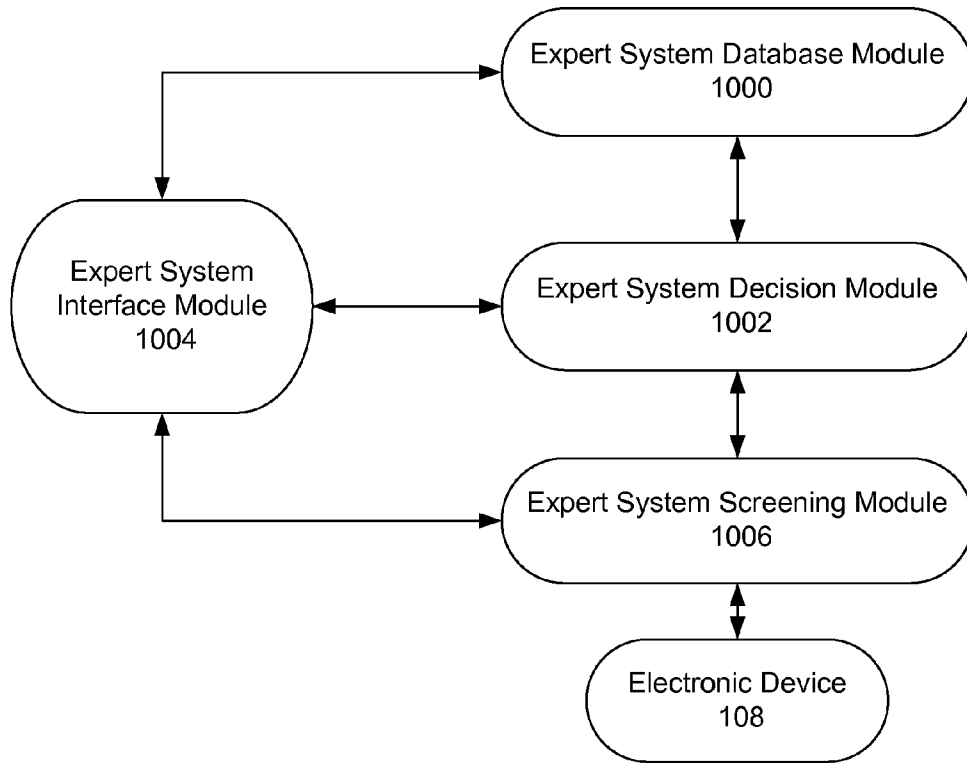 Expert System Database Module
1000
Expert System
Interface Module
1004
Expert System Decision Module
1002
Expert System Screening Module
1006
Electronic Device
108